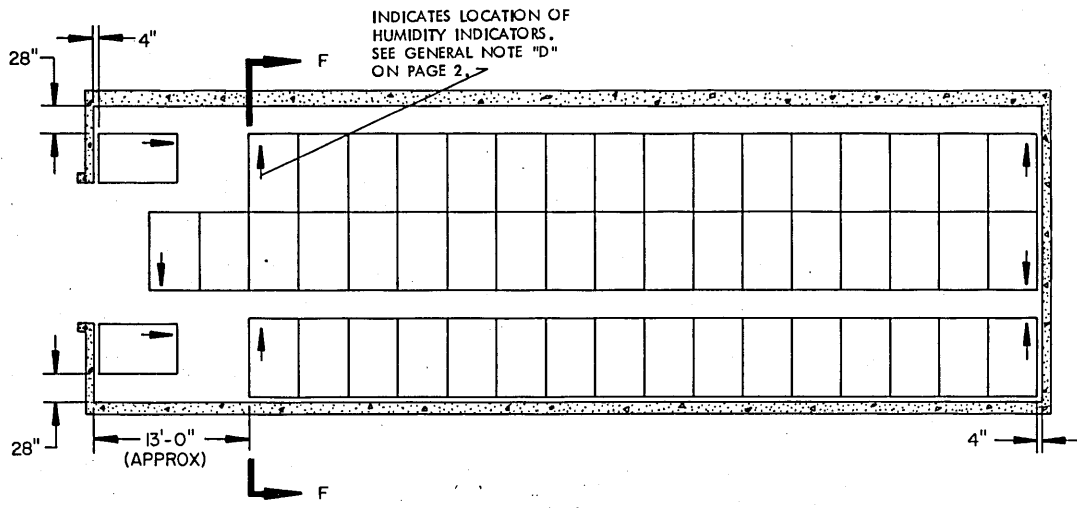 INDICATES LOCATION OF
HUMIDITY INDICATORS.
SEE GENERAL NOTE "D"
ON PAGE 2.
4"
28"
F
28"
13'-0"
(APPROX)
4"
F